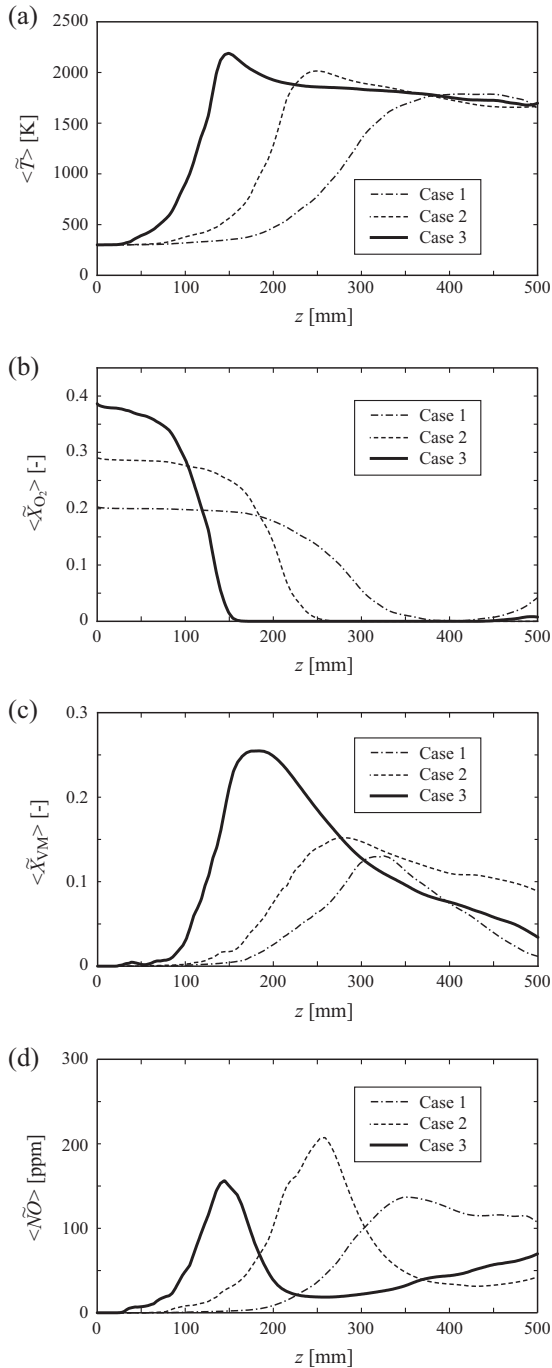 (a)
2500
2000
1500
1000
500
0
<T̃> [K]
Case 1
Case 2
Case 3
0 100 200 300 400 500
z [mm]
(b)
0.4
0.3
0.2
0.1
0
<X̃O₂> [-]
Case 1
Case 2
Case 3
0 100 200 300 400 500
z [mm]
(c)
0.3
0.2
0.1
0
<X̃VM> [-]
Case 1
Case 2
Case 3
0 100 200 300 400 500
z [mm]
(d)
300
200
100
0
<ÑO> [ppm]
Case 1
Case 2
Case 3
0 100 200 300 400 500
z [mm]